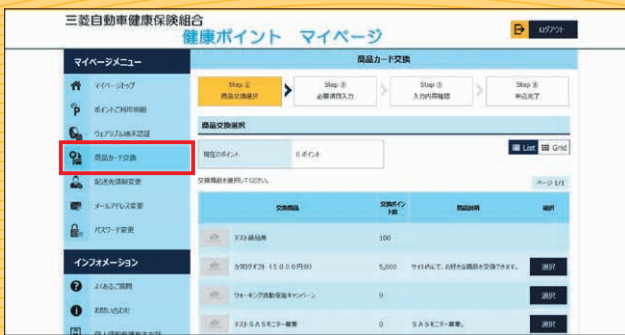 三菱自動車健康保険組合
健康ポイント マイページ
ログアウト
マイページメニュー
マイページトップ
ポイントご利用明細
ウェアラブル端末認証
商品カード交換
配送先情報変更
メールアドレス変更
パスワード変更
インフォメーション
よくあるご質問
お問い合わせ
商品カード交換
Step ①
商品交換選択
Step ②
必要項目入力
Step ③
入力内容確認
Step ④
申込完了
商品交換選択
現在のポイント
0 ポイント
List
Grid
交換商品を選択してください。
ページ 1/1
交換商品
交換ポイント数
商品説明
選択
テスト景品用
100
カタログギフト (5000円分)
5,000
サイト内にて、お好きな商品を交換できます。
選択
ウォーキング活動促進キャンペーン
0
選択
テストSASモニター募集
0
SASモニター募集。
選択